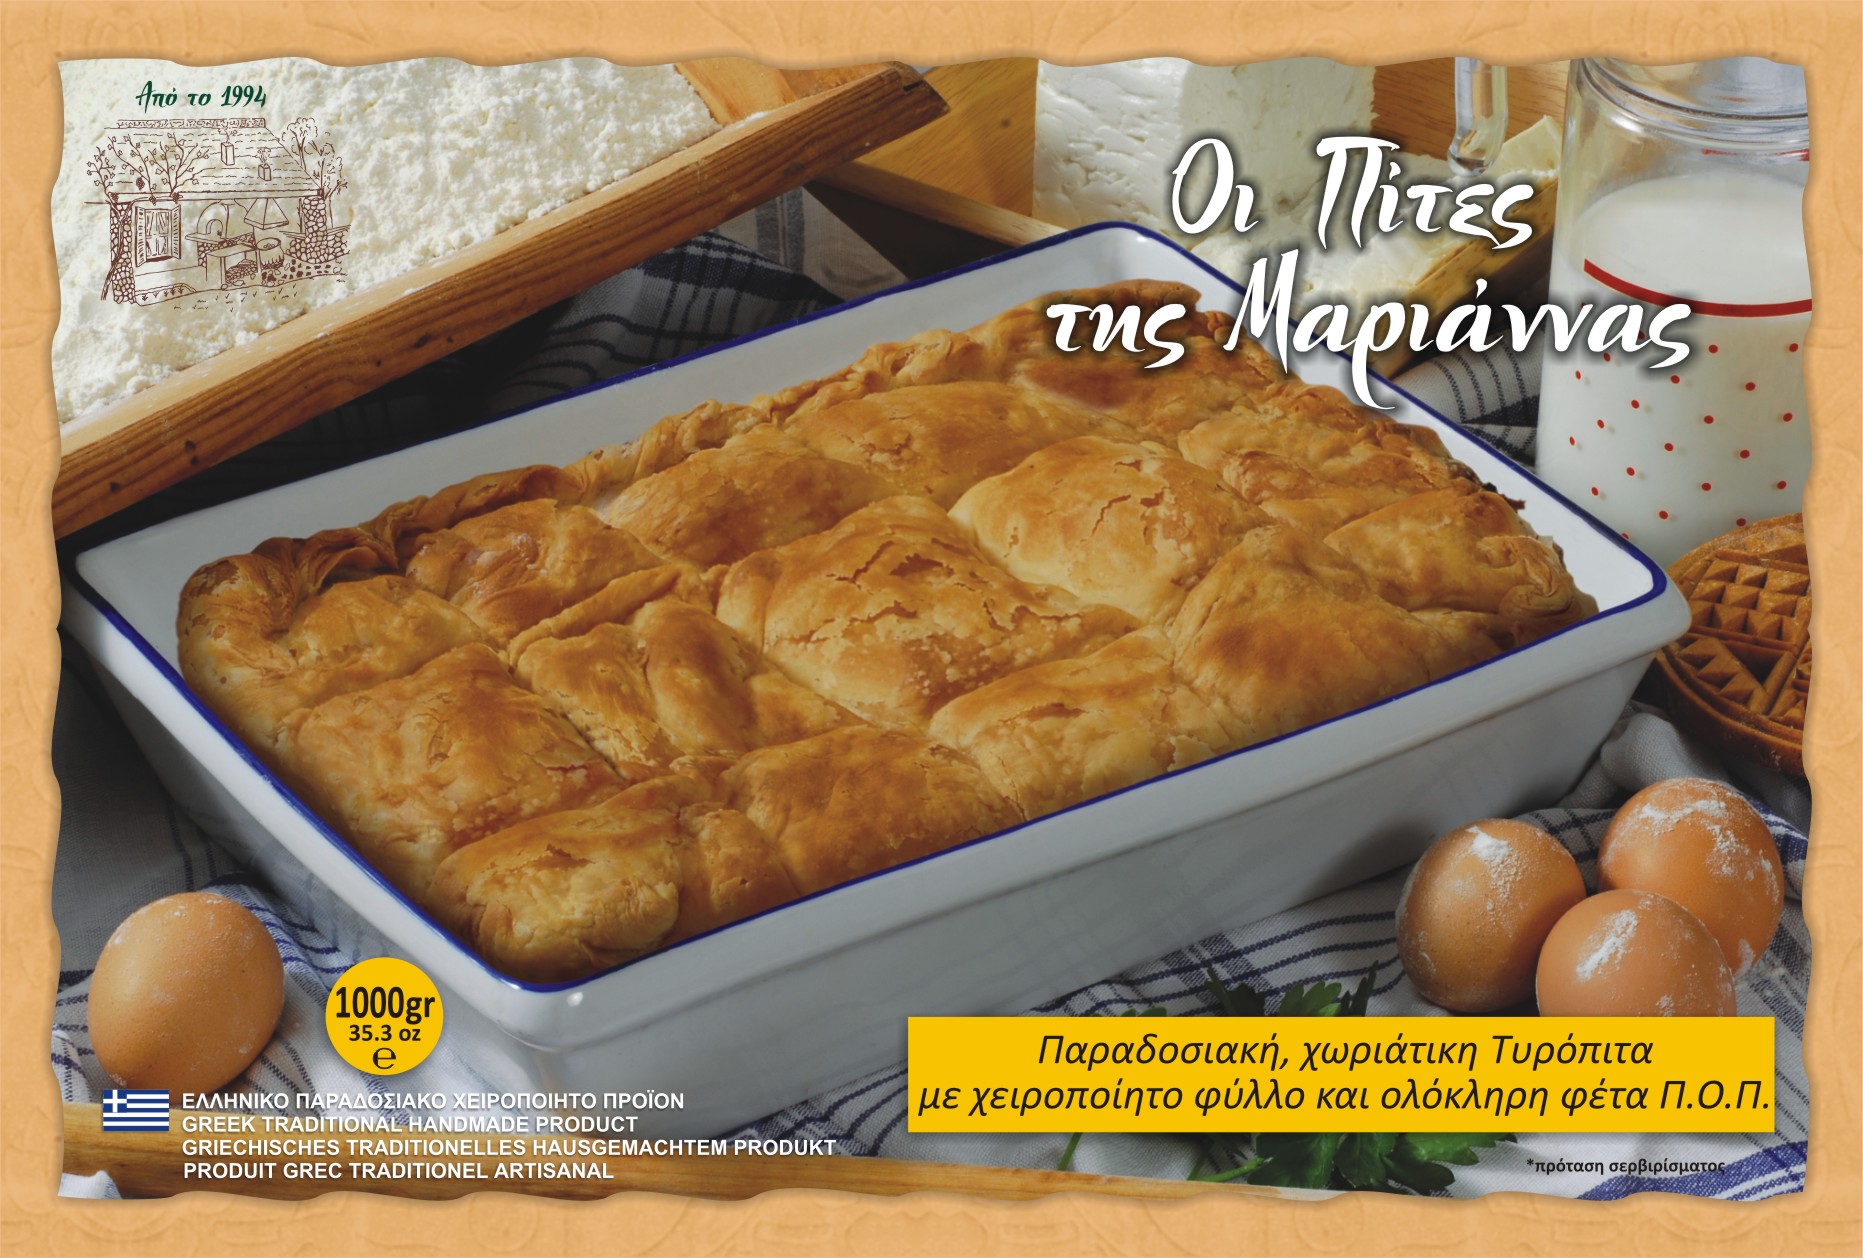 Από το 1994
Οι Πίτες
της Μαριάννας
1000gr
35.3 oz
℮
ΕΛΛΗΝΙΚΟ ΠΑΡΑΔΟΣΙΑΚΟ ΧΕΙΡΟΠΟΙΗΤΟ ΠΡΟΪΟΝ
GREEK TRADITIONAL HANDMADE PRODUCT
GRIECHISCHES TRADITIONELLES HAUSGEMACHTEM PRODUKT
PRODUIT GREC TRADITIONEL ARTISANAL
Παραδοσιακή, χωριάτικη Τυρόπιτα
με χειροποίητο φύλλο και ολόκληρη φέτα Π.Ο.Π.
*πρόταση σερβιρίσματος